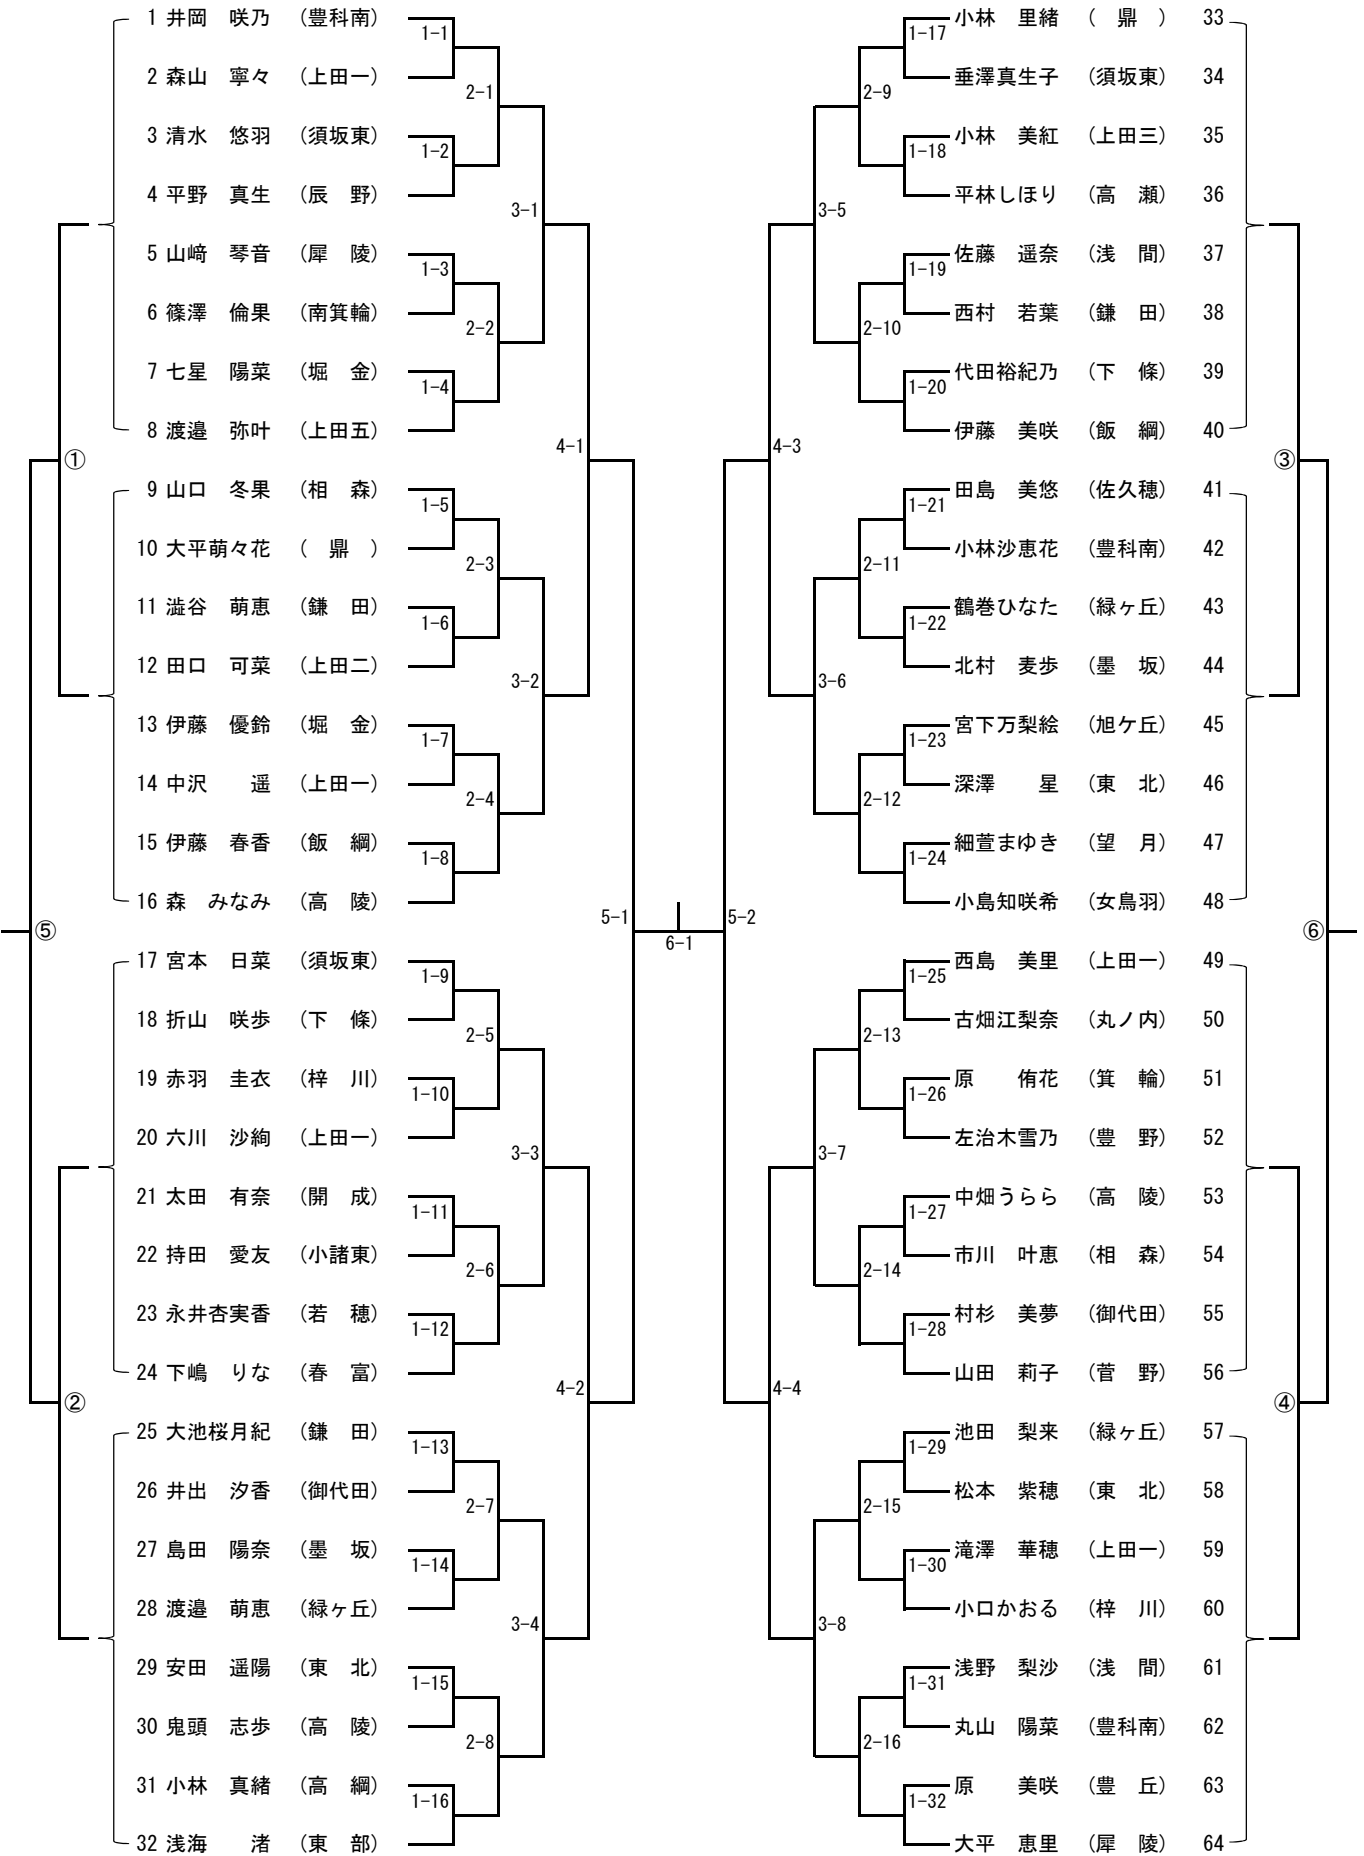 1 井岡 咲乃 （豊科南）
1-1
2 森山 寧々 （上田一）
2-1
3 清水 悠羽 （須坂東）
1-2
4 平野 真生 （辰 野）
3-1
5 山﨑 琴音 （犀 陵）
1-3
6 篠澤 倫果 （南箕輪）
2-2
7 七星 陽菜 （堀 金）
1-4
8 渡邉 弥叶 （上田五）
① 4-1
9 山口 冬果 （相 森）
1-5
10 大平萌々花 （ 鼎 ）
2-3
11 澁谷 萌恵 （鎌 田）
1-6
12 田口 可菜 （上田二）
3-2
13 伊藤 優鈴 （堀 金）
1-7
14 中沢 遥 （上田一）
2-4
15 伊藤 春香 （飯 綱）
1-8
16 森 みなみ （高 陵）
⑤ 5-1
17 宮本 日菜 （須坂東）
1-9
18 折山 咲歩 （下 條）
2-5
19 赤羽 圭衣 （梓 川）
1-10
20 六川 沙絢 （上田一）
3-3
21 太田 有奈 （開 成）
1-11
22 持田 愛友 （小諸東）
2-6
23 永井杏実香 （若 穂）
1-12
24 下嶋 りな （春 富）
② 4-2
25 大池桜月紀 （鎌 田）
1-13
26 井出 汐香 （御代田）
2-7
27 島田 陽奈 （墨 坂）
1-14
28 渡邉 萌恵 （緑ヶ丘）
3-4
29 安田 遥陽 （東 北）
1-15
30 鬼頭 志歩 （高 陵）
2-8
31 小林 真緒 （高 綱）
1-16
32 浅海 渚 （東 部）
6-1
小林 里緒 （ 鼎 ） 33
1-17
垂澤真生子 （須坂東） 34
2-9
小林 美紅 （上田三） 35
1-18
平林しほり （高 瀬） 36
3-5
佐藤 遥奈 （浅 間） 37
1-19
西村 若葉 （鎌 田） 38
2-10
代田裕紀乃 （下 條） 39
1-20
伊藤 美咲 （飯 綱） 40
4-3 ③
田島 美悠 （佐久穂） 41
1-21
小林沙恵花 （豊科南） 42
2-11
鶴巻ひなた （緑ヶ丘） 43
1-22
北村 麦歩 （墨 坂） 44
3-6
宮下万梨絵 （旭ケ丘） 45
1-23
深澤 星 （東 北） 46
2-12
細萱まゆき （望 月） 47
1-24
小島知咲希 （女鳥羽） 48
5-2 ⑥
西島 美里 （上田一） 49
1-25
古畑江梨奈 （丸ノ内） 50
2-13
原 侑花 （箕 輪） 51
1-26
左治木雪乃 （豊 野） 52
3-7
中畑うらら （高 陵） 53
1-27
市川 叶恵 （相 森） 54
2-14
村杉 美夢 （御代田） 55
1-28
山田 莉子 （菅 野） 56
4-4 ④
池田 梨来 （緑ヶ丘） 57
1-29
松本 紫穂 （東 北） 58
2-15
滝澤 華穂 （上田一） 59
1-30
小口かおる （梓 川） 60
3-8
浅野 梨沙 （浅 間） 61
1-31
丸山 陽菜 （豊科南） 62
2-16
原 美咲 （豊 丘） 63
1-32
大平 恵里 （犀 陵） 64